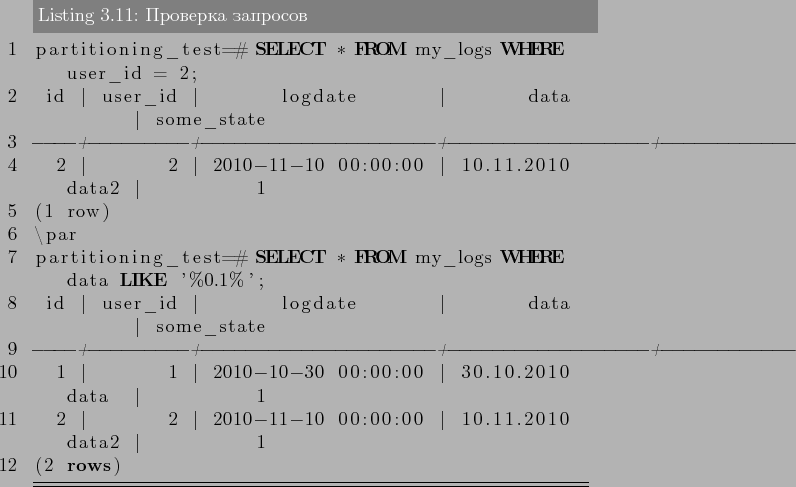 Listing 3.11: Проверка запросов
1 partitioning_test=# SELECT * FROM my_logs WHERE
user_id = 2;
2 id | user_id | logdate | data
| some_state
3 ----+---------+---------------------+------------------+------------
4 2 | 2 | 2010-11-10 00:00:00 | 10.11.2010
data2 | 1
5 (1 row)
6 \par
7 partitioning_test=# SELECT * FROM my_logs WHERE
data LIKE '%0.1%';
8 id | user_id | logdate | data
| some_state
9 ----+---------+---------------------+------------------+------------
10 1 | 1 | 2010-10-30 00:00:00 | 30.10.2010
data | 1
11 2 | 2 | 2010-11-10 00:00:00 | 10.11.2010
data2 | 1
12 (2 rows)